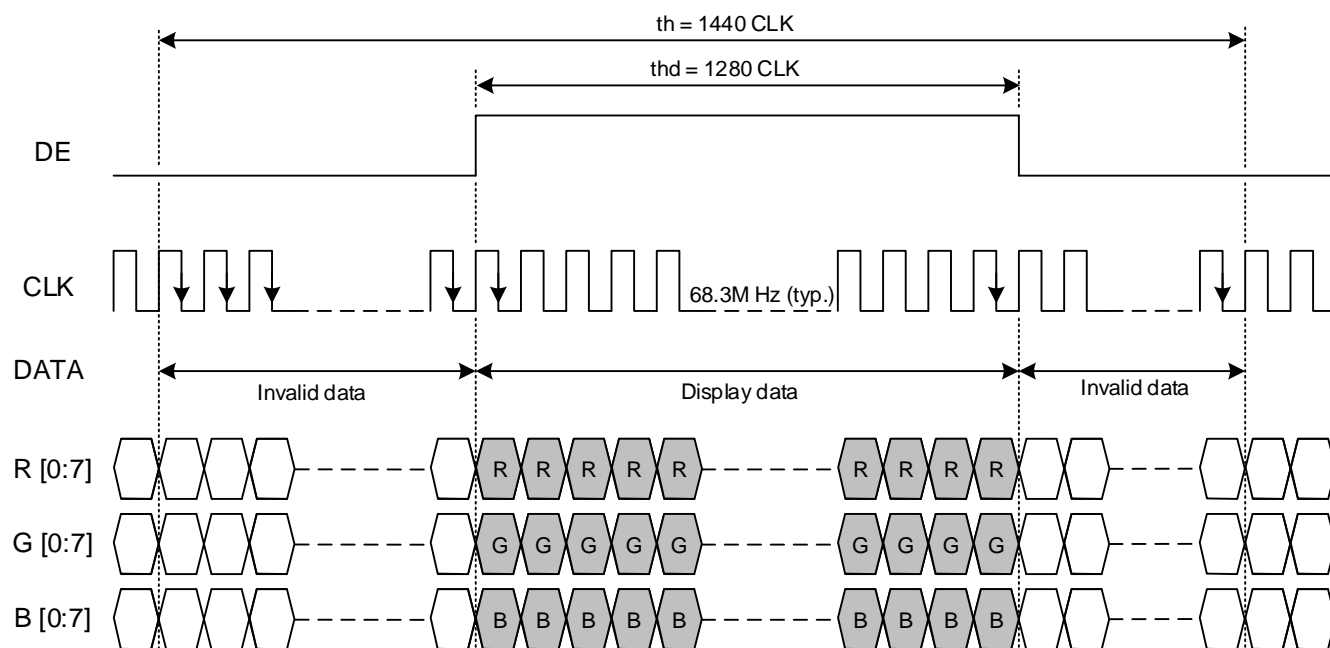 th = 1440 CLK
thd = 1280 CLK
DE
CLK
68.3M Hz (typ.)
DATA
Invalid data Display data Invalid data
R [0:7] R R R R R R R R R
G [0:7] G G G G G G G G G
B [0:7] B B B B B B B B B